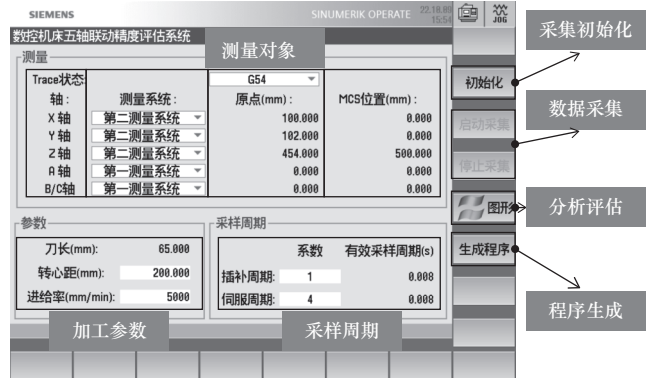 SIEMENS
SINUMERIK OPERATE
22.18.80
15:54
JOG
数控机床五轴联动精度评估系统
测量对象
采集初始化
测量
Trace状态:
G54
初始化
轴: 测量系统: 原点(mm): MCS位置(mm):
X轴 第二测量系统 100.000 0.000
数据采集
启动采集
Y轴 第二测量系统 102.000 0.000
Z轴 第二测量系统 454.000 500.000
停止采集
A轴 第一测量系统 0.000 0.000
B/C轴 第一测量系统 0.000 0.000
图形
分析评估
参数
采样周期
刀长(mm): 65.000
系数 有效采样周期(s)
生成程序
转心距(mm): 200.000
插补周期: 1 0.008
进给率(mm/min): 5000
伺服周期: 4 0.008
程序生成
加工参数
采样周期